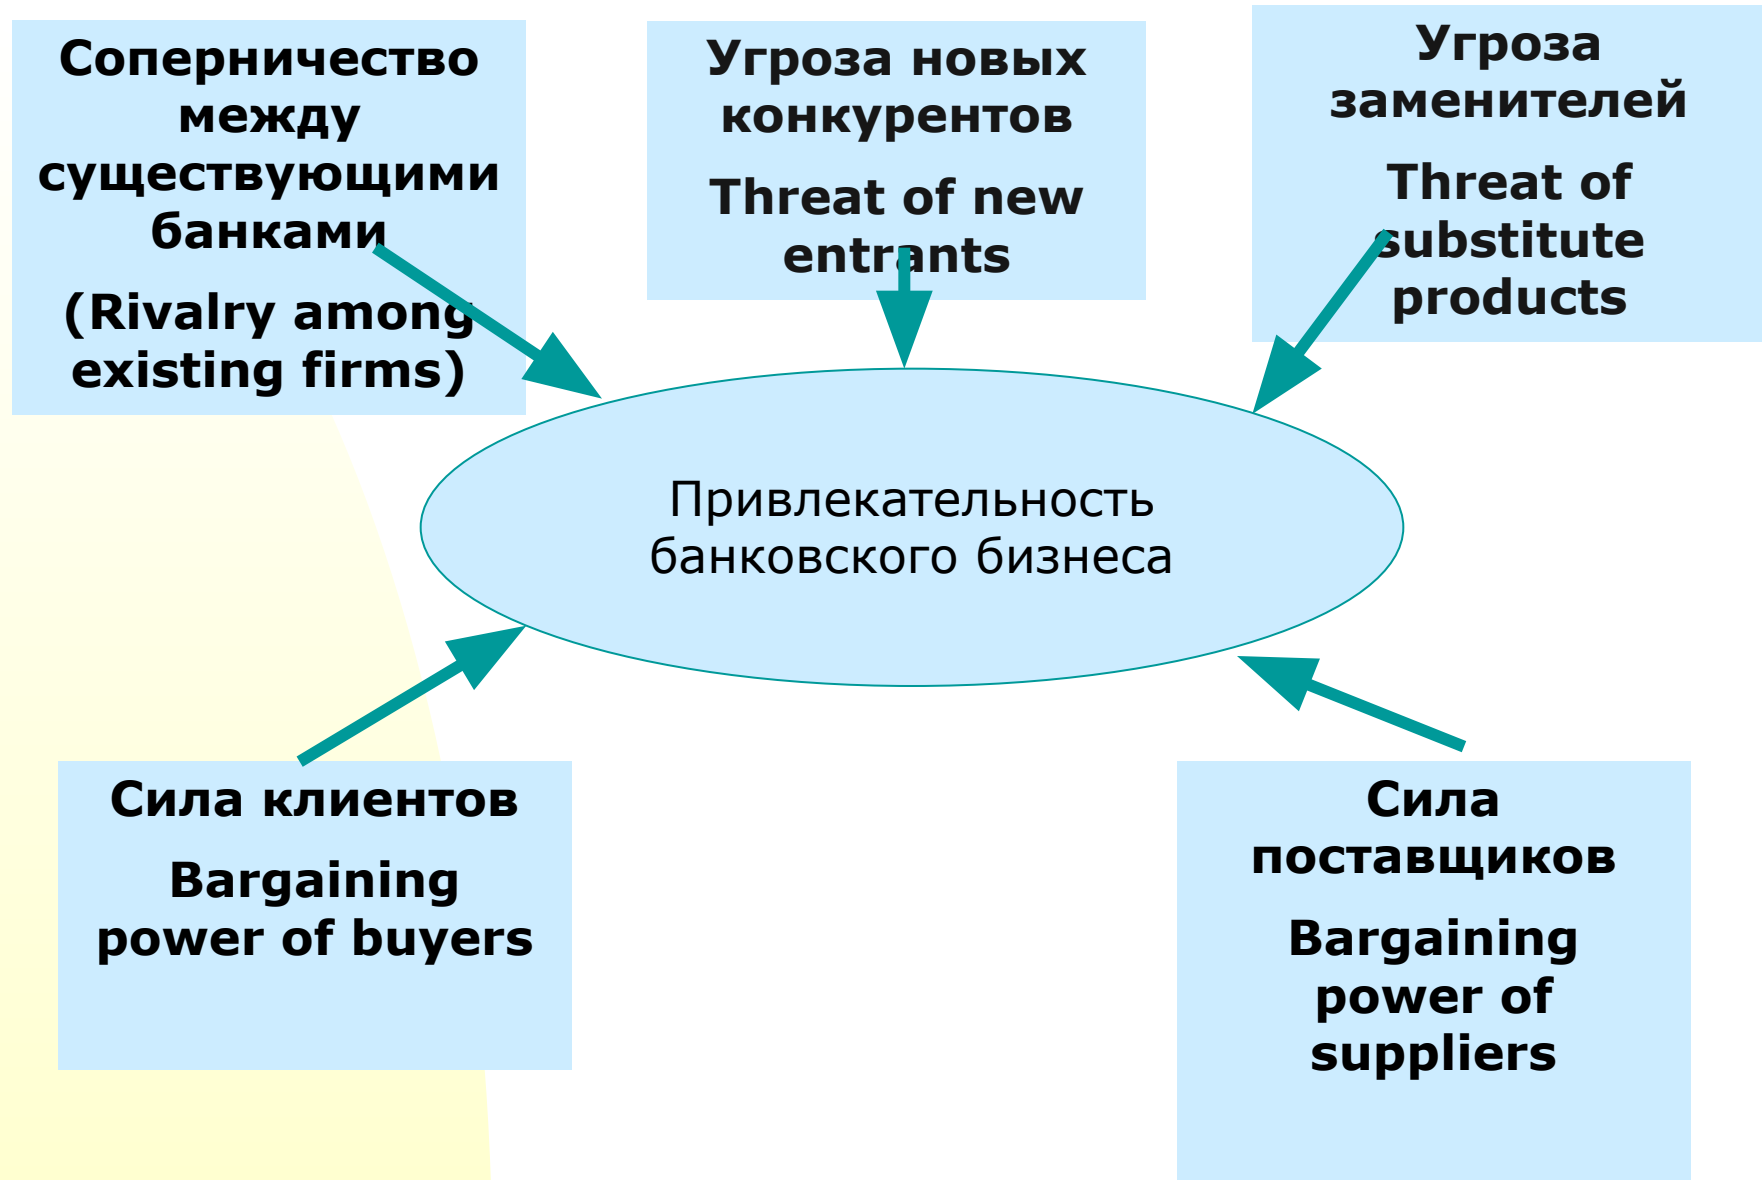 Соперничество
между
существующими
банками
(Rivalry among
existing firms)
Угроза новых
конкурентов
Threat of new
entrants
Угроза
заменителей
Threat of
substitute
products
Привлекательность
банковского бизнеса
Сила клиентов
Bargaining
power of buyers
Сила
поставщиков
Bargaining
power of
suppliers